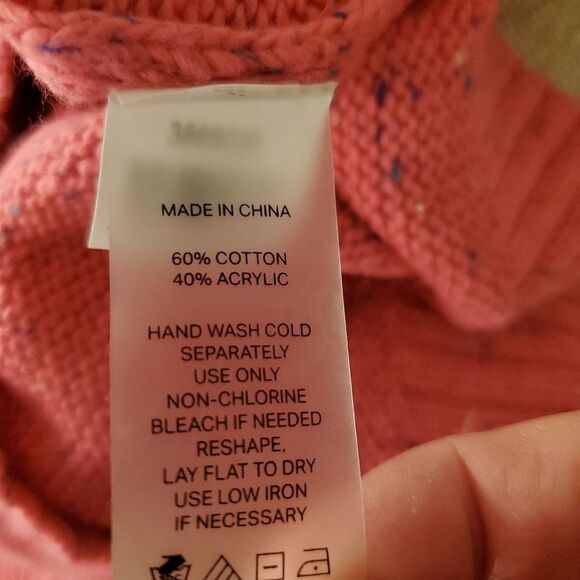 MADE IN CHINA
60% COTTON
40% ACRYLIC
HAND WASH COLD
SEPARATELY
USE ONLY
NON-CHLORINE
BLEACH IF NEEDED
RESHAPE,
LAY FLAT TO DRY
USE LOW IRON
IF NECESSARY